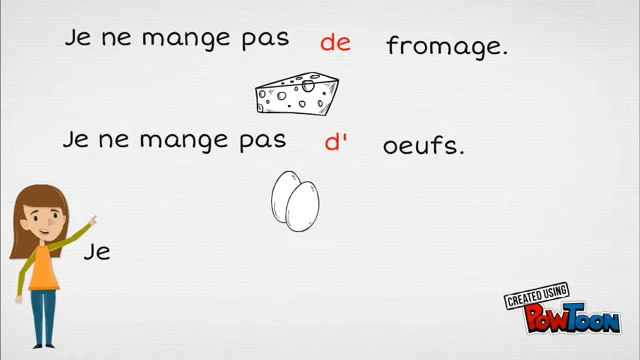 Je ne mange pas de fromage.
Je ne mange pas d' oeufs.
Je
CREATED USING
POWTOON